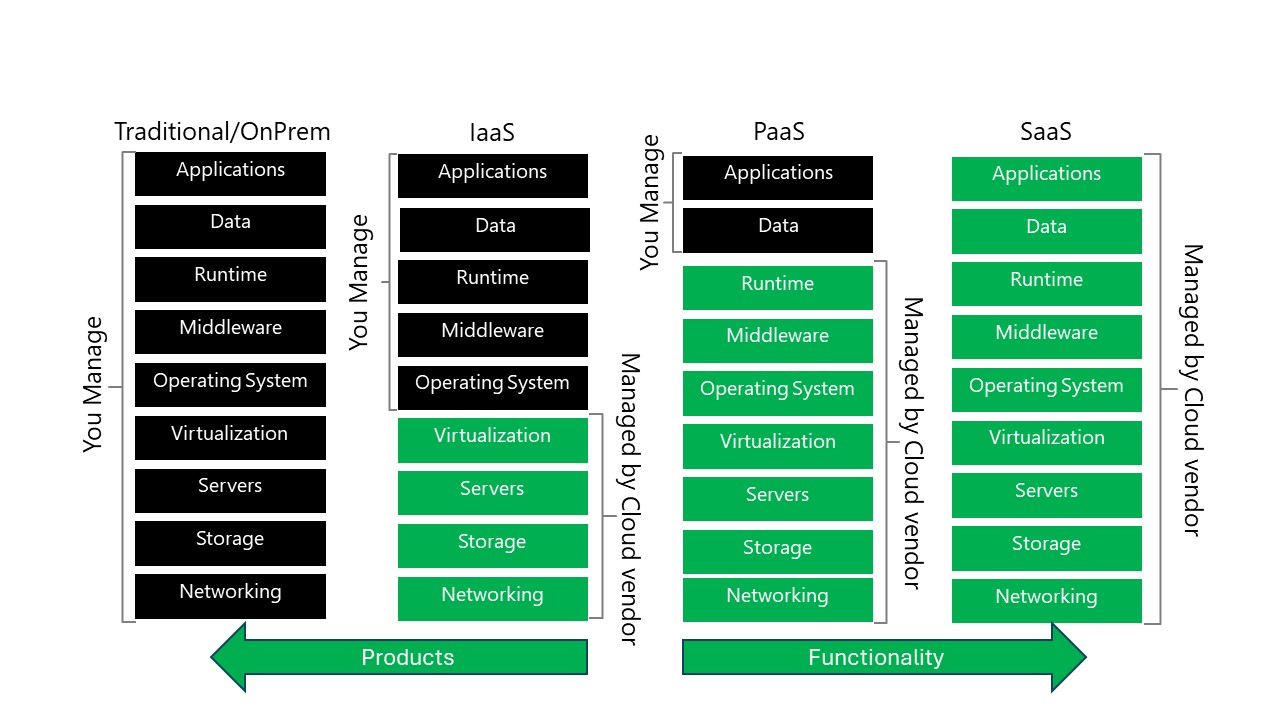 Traditional/OnPrem
You Manage
Applications
Data
Runtime
Middleware
Operating System
Virtualization
Servers
Storage
Networking
IaaS
You Manage
Applications
Data
Runtime
Middleware
Operating System
Virtualization
Servers
Storage
Networking
Managed by Cloud vendor
PaaS
You Manage
Applications
Data
Runtime
Middleware
Operating System
Virtualization
Servers
Storage
Networking
Managed by Cloud vendor
SaaS
Applications
Data
Runtime
Middleware
Operating System
Virtualization
Servers
Storage
Networking
Managed by Cloud vendor
Products
Functionality